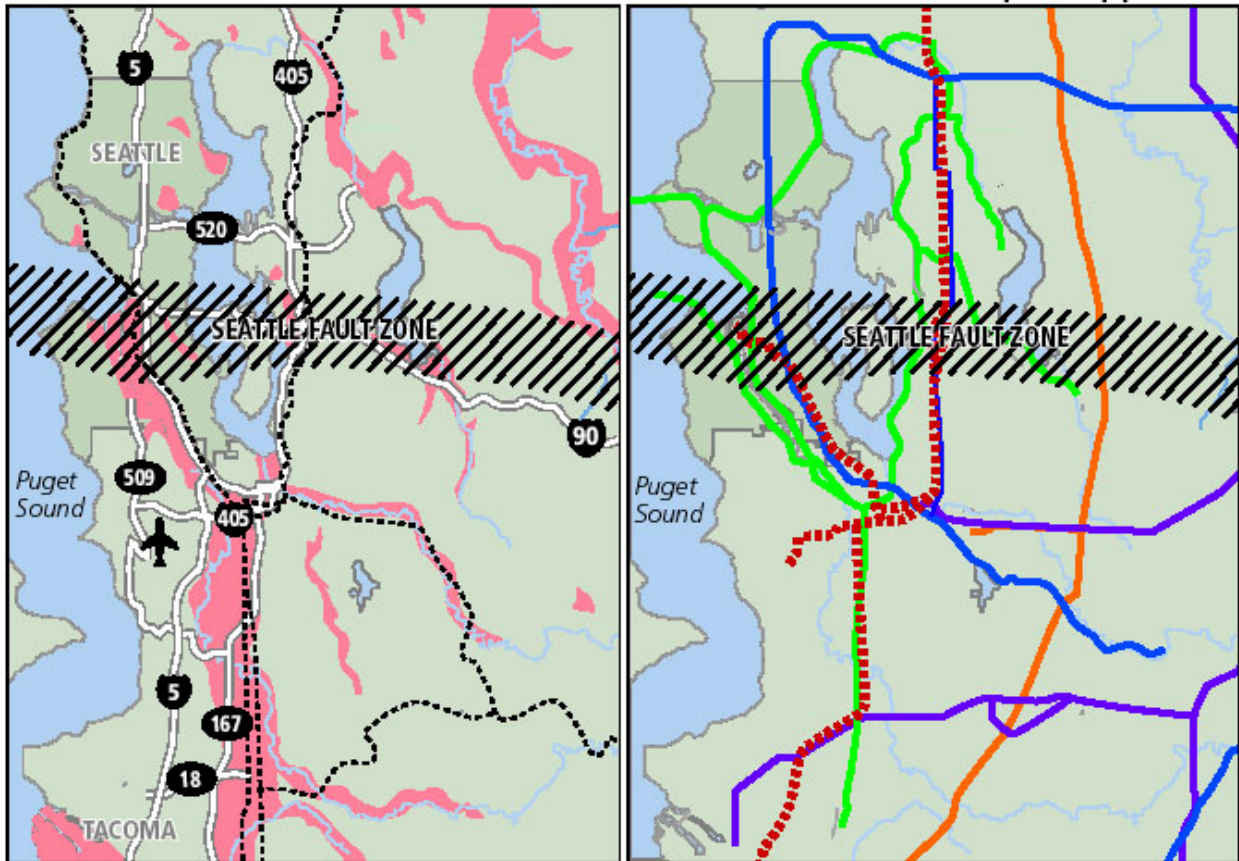 5
405
SEATTLE
520
SEATTLE FAULT ZONE
90
509
Puget
Sound
405
5
167
18
TACOMA
SEATTLE FAULT ZONE
Puget
Sound